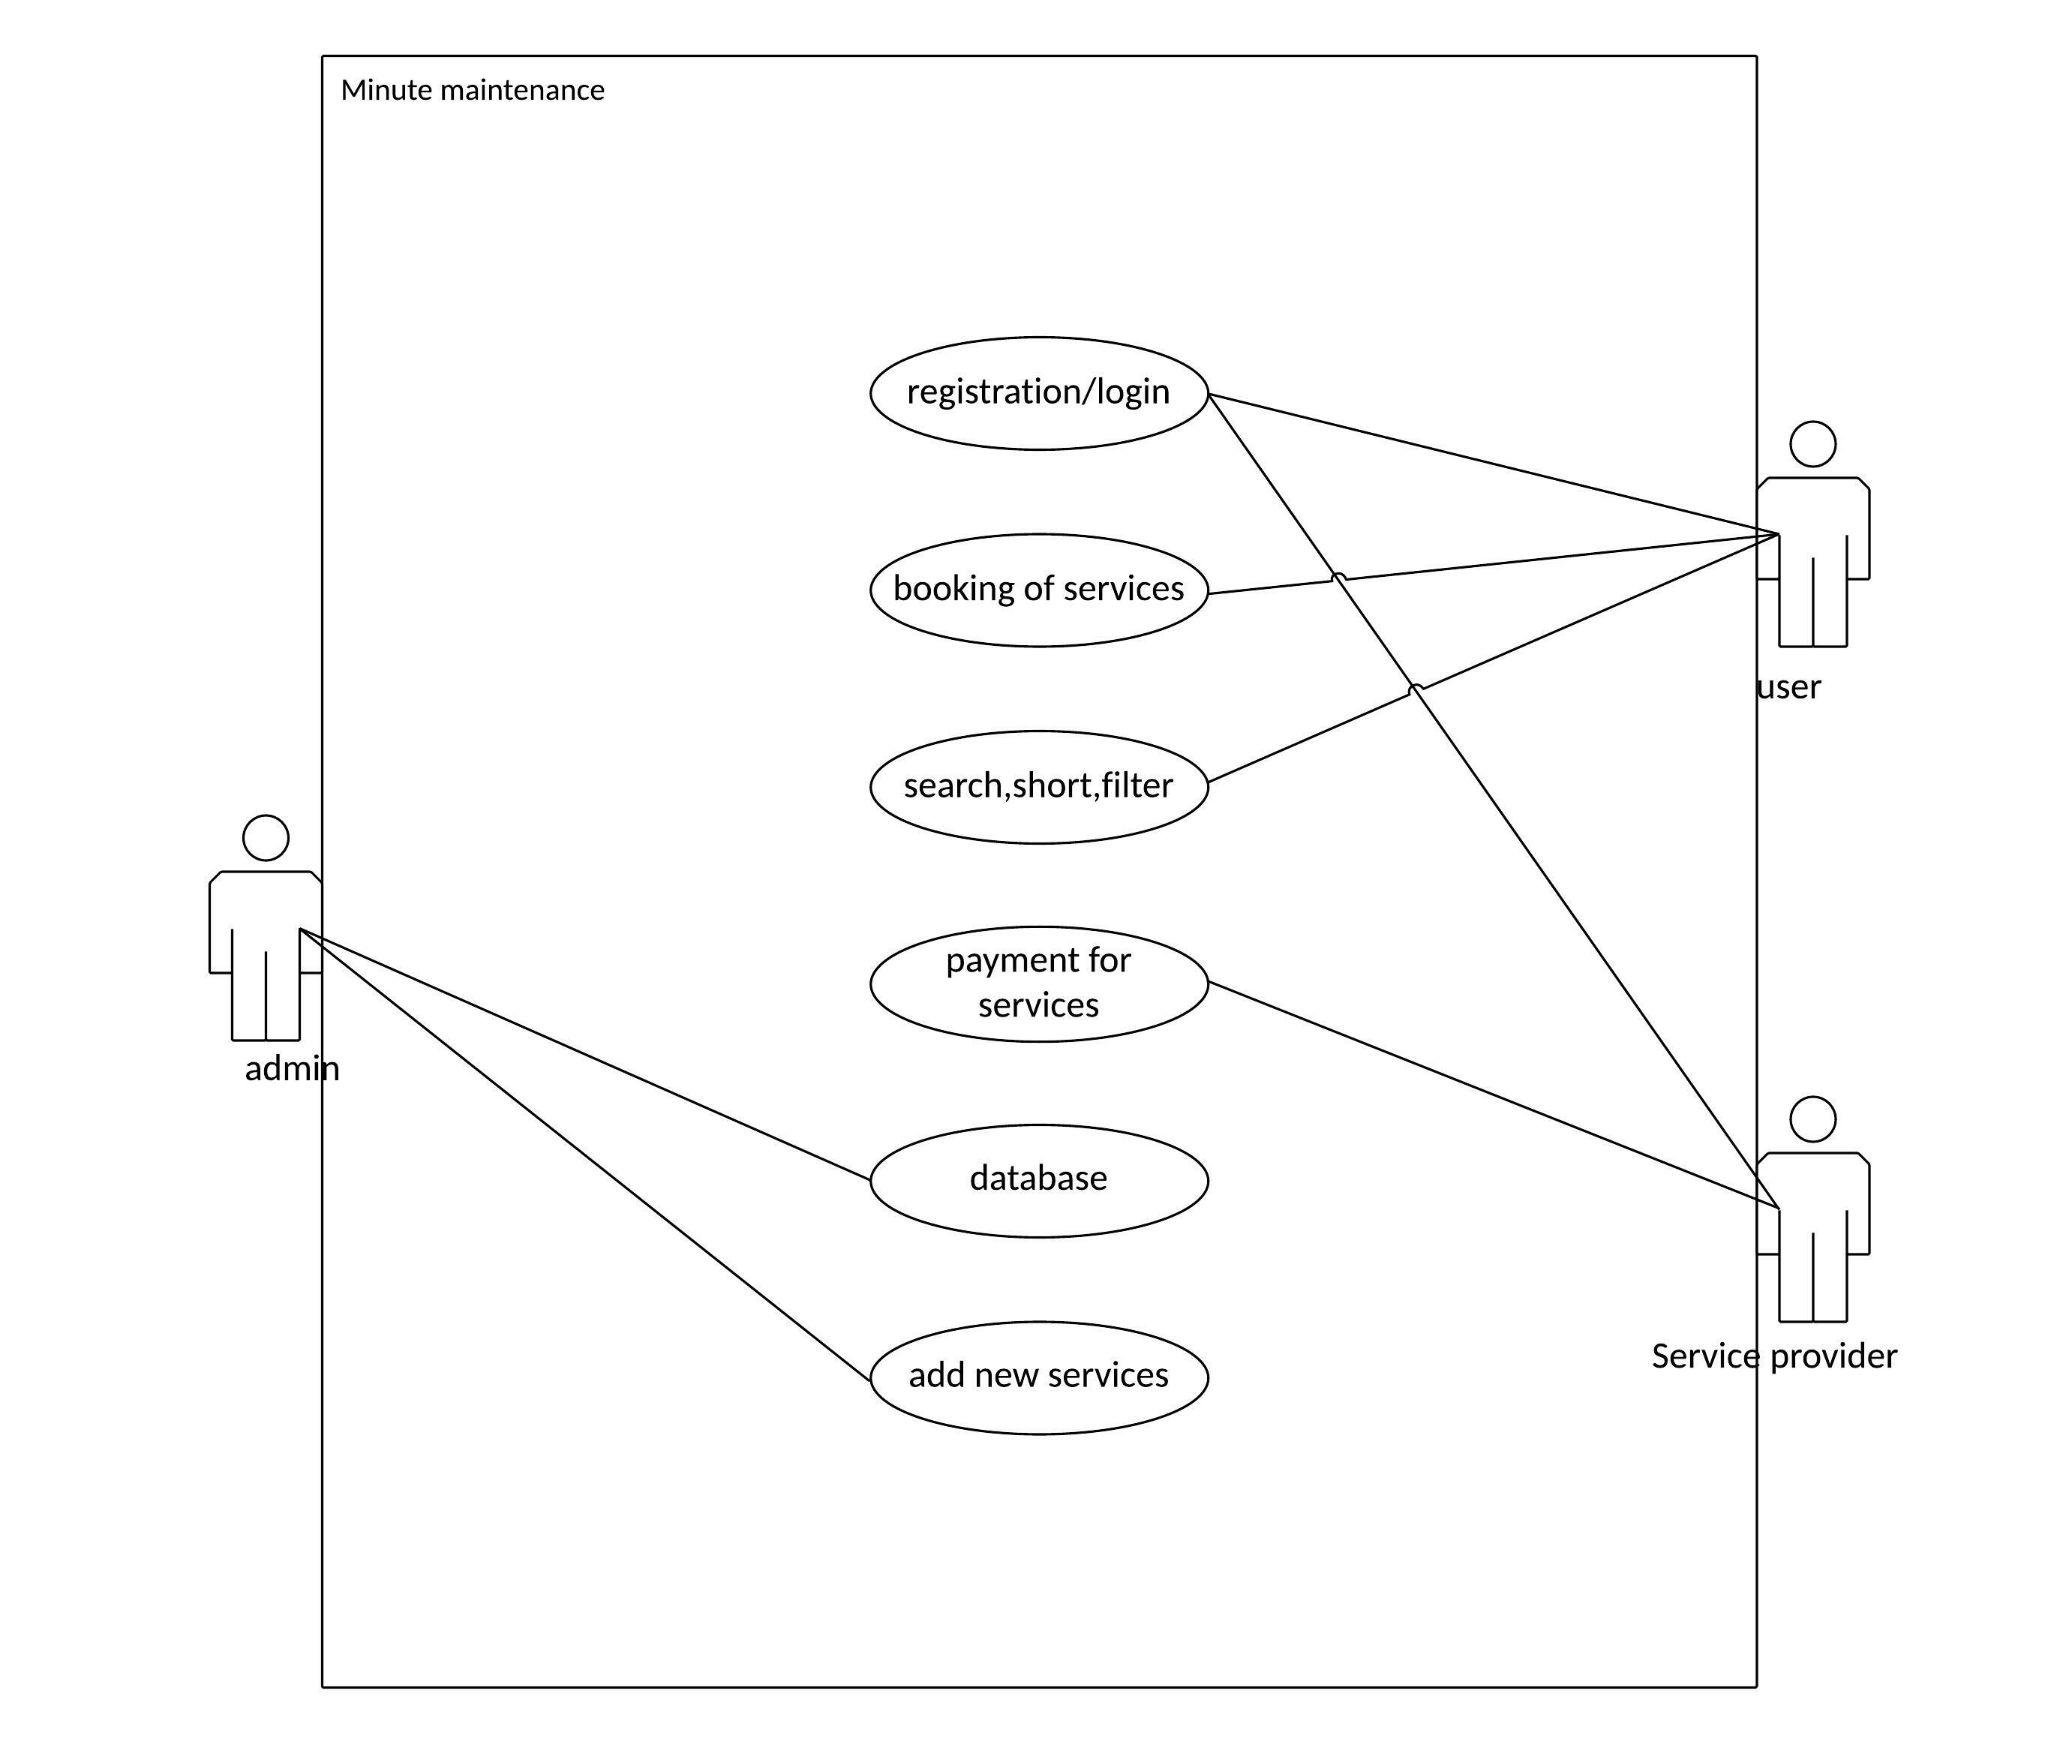 Minute maintenance
registration/login
booking of services
user
search,short,filter
payment for
services
admin
database
Service provider
add new services